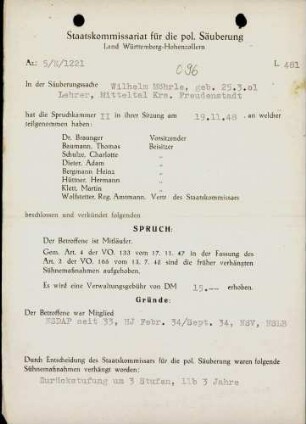 Staatskommissariat für die pol. Säuberung
Land Württemberg-Hohenzollern
Az: 5/Z/1221
L 481
096
In der Säuberungssache Wilhelm Möhrle, geb. 25.3.01
Lehrer, Mitteltal Krs. Freudenstadt
hat die Spruchkammer II in ihrer Sitzung am 19.11.48, an welcher
teilgenommen haben:
Dr. Vorsitzender
Baumann, Thomas Beisitzer
Schulze, Charlotte "
Dieter, Adam "
Bergmann Heinz "
Hüttner, Hermann "
Klett, Martin "
Wolfstetter, Reg. Amtmann, Vertr. des Staatskommissars
beschlossen und verkündet folgenden
SPRUCH:
Der Betroffene ist Mitläufer.
Gem. Art. 4 der VO. 133 vom 17. 11. 47 in der Fassung des
Art. 2 der VO. 165 vom 13. 7. 48 sind die früher verhängten
Sühnemaßnahmen aufgehoben.
Es wird eine Verwaltungsgebühr von DM 15.-- erhoben.
Gründe:
Der Betroffene war Mitglied
NSDAP seit 33, HJ Febr. 34/Sept. 34, NSV, NSLB
Durch Entscheidung des Staatskommissars für die pol. Säuberung waren folgende
Sühnemaßnahmen verhängt worden:
Zurückstufung um 3 Stufen, 11b 3 Jahre